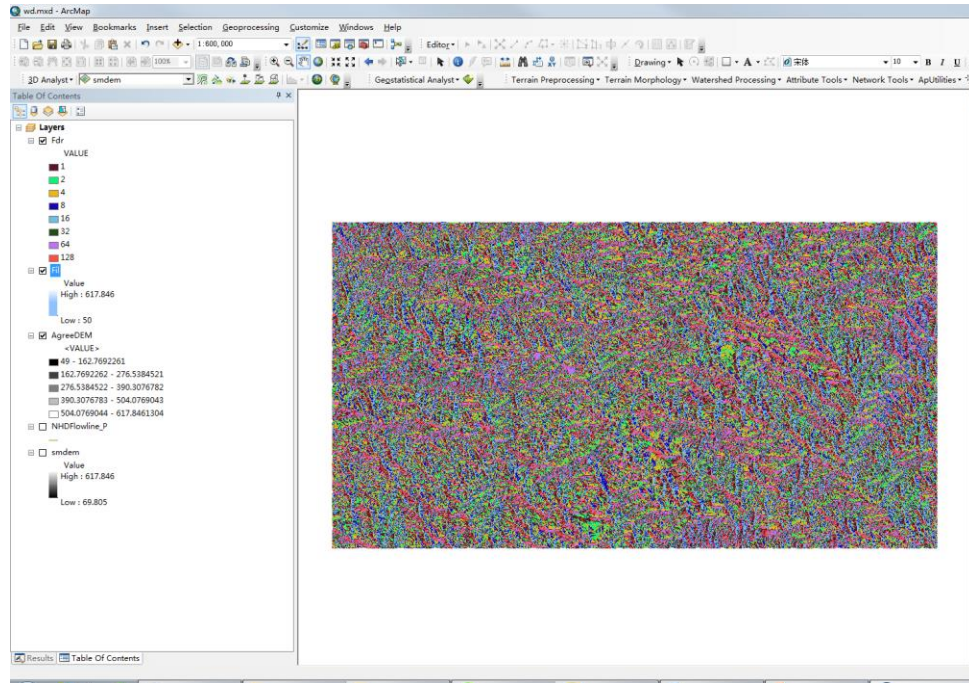 wd.mxd - ArcMap
File Edit View Bookmarks Insert Selection Geoprocessing Customize Windows Help
1:600,000 Editor
100% Drawing A 宋体 10 B I U
3D Analyst smdem Geostatistical Analyst Terrain Preprocessing Terrain Morphology Watershed Processing Attribute Tools Network Tools ApUtilities
Table Of Contents
Layers
Fdr
VALUE
1
2
4
8
16
32
64
128
Fil
Value
High : 617.846
Low : 50
AgreeDEM
<VALUE>
49 - 162.7692261
162.7692262 - 276.5384521
276.5384522 - 390.3076782
390.3076783 - 504.0769043
504.0769044 - 617.8461304
NHDFlowline_P
smdem
Value
High : 617.846
Low : 69.805
Results Table Of Contents